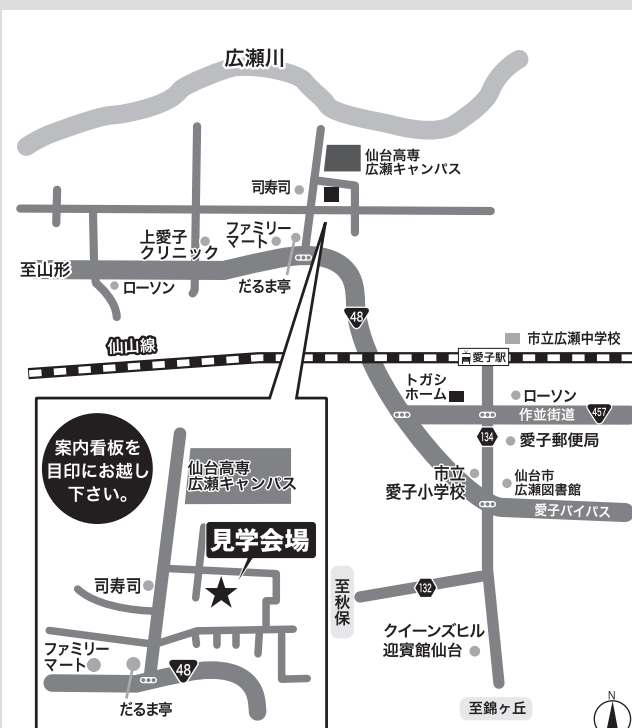 広瀬川
仙台高専
広瀬キャンパス
司寿司
上愛子
クリニック
ファミリー
マート
至山形
ローソン
だるま亭
48
仙山線
市立広瀬中学校
愛子駅
トガシ
ホーム
ローソン
作並街道
457
134
愛子郵便局
市立
愛子小学校
仙台市
広瀬図書館
愛子バイパス
案内看板を
目印にお越し
下さい。
仙台高専
広瀬キャンパス
見学会場
司寿司
ファミリー
マート
48
だるま亭
至秋保
132
クイーンズヒル
迎賓館仙台
至錦ヶ丘
N